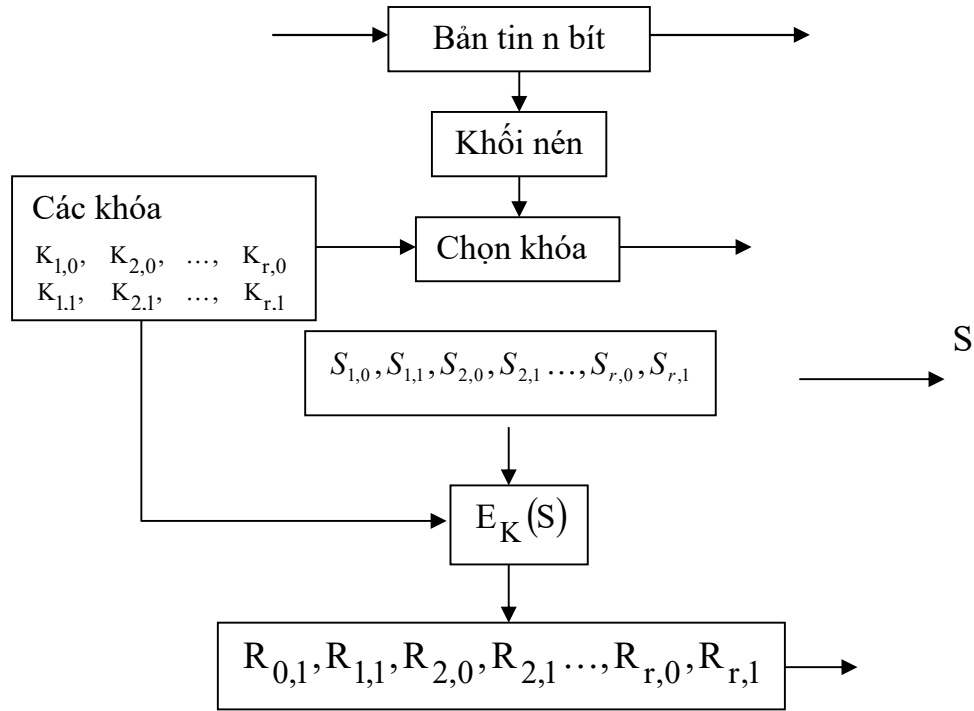 Bản tin n bít
Khối nén
Các khóa
K1,0, K2,0, ..., Kr,0
K1,1, K2,1, ..., Kr,1
Chọn khóa
S1,0, S1,1, S2,0, S2,1 ..., Sr,0, Sr,1
S
EK(S)
R0,1, R1,1, R2,0, R2,1 ..., Rr,0, Rr,1